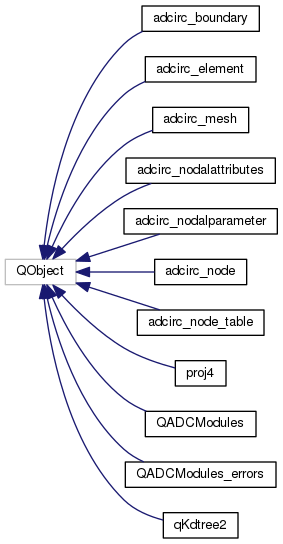 adcirc_boundary
adcirc_element
adcirc_mesh
adcirc_nodalattributes
adcirc_nodalparameter
QObject
adcirc_node
adcirc_node_table
proj4
QADCModules
QADCModules_errors
qKdtree2